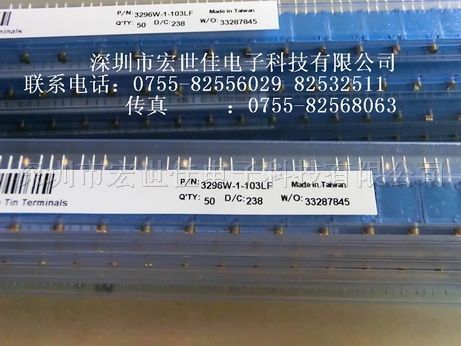 P/N: 3296W-1-103LF Made in Taiwan
Q'TY: 50 D/C: 238 W/O: 33287845
深圳市宏世佳电子科技有限公司
联系电话：0755-82556029 82532511
传真 ：0755-82568063
深圳市宏世佳电子科技有限公司
P/N: 3296W-1-103LF Made in Taiwan
Tin Terminals Q'TY: 50 D/C: 238 W/O: 33287845